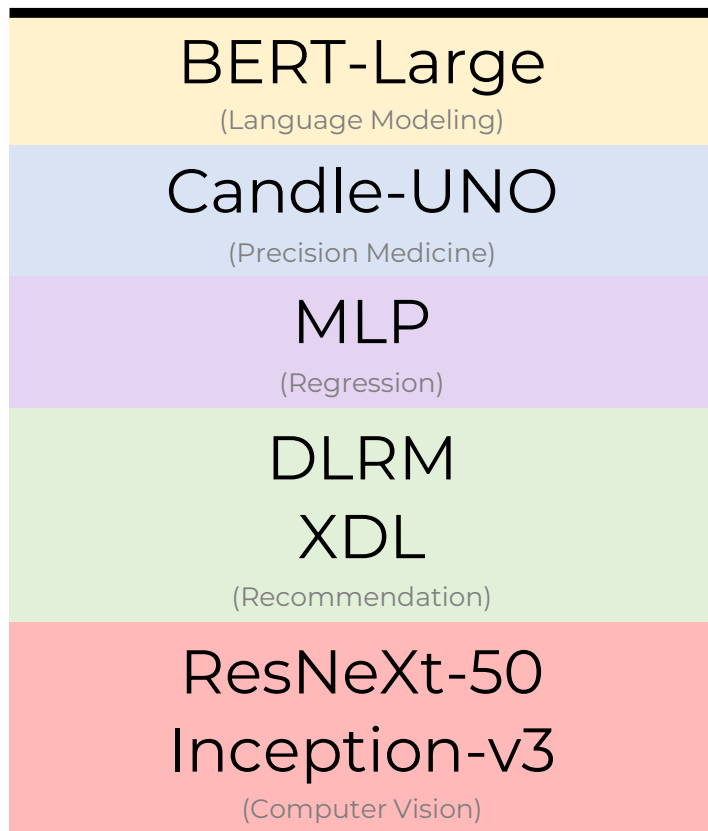 BERT-Large
(Language Modeling)
Candle-UNO
(Precision Medicine)
MLP
(Regression)
DLRM
XDL
(Recommendation)
ResNeXt-50
Inception-v3
(Computer Vision)